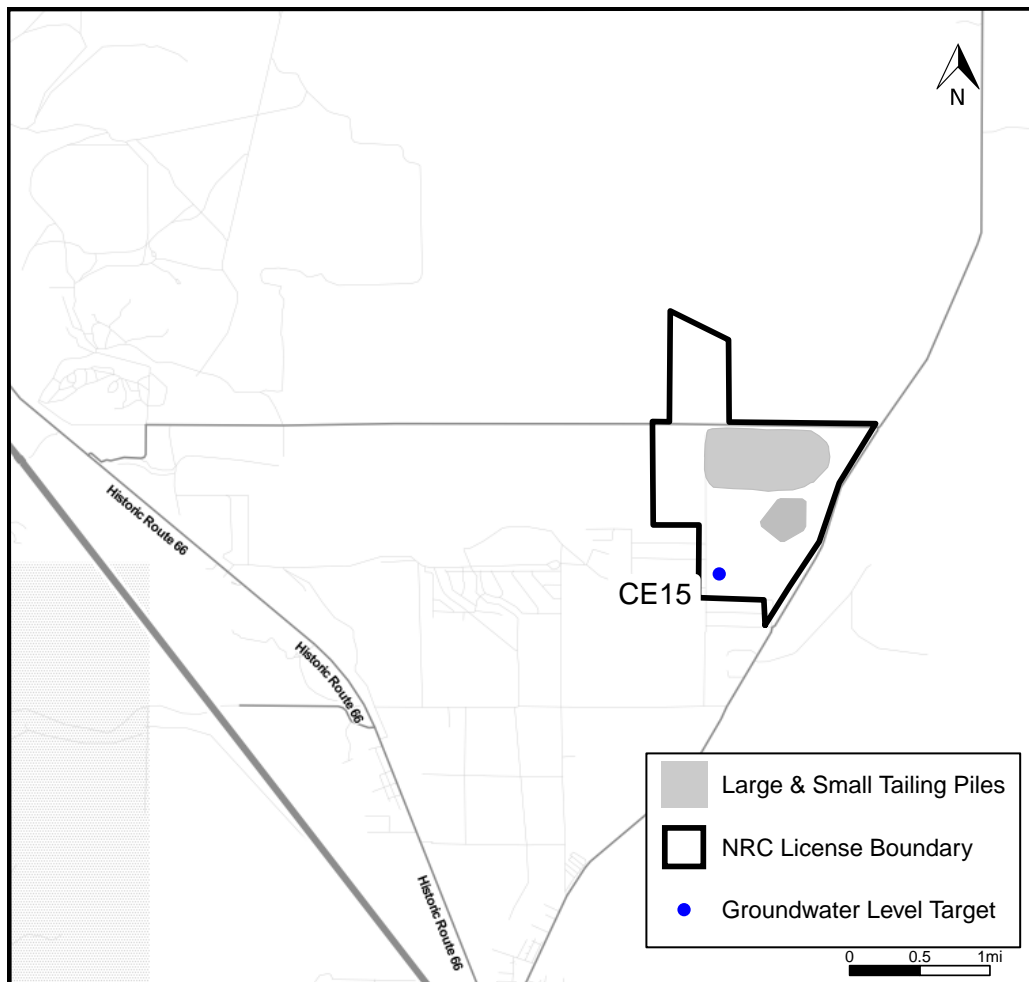 N
Historic Route 66
CE15
Historic Route 66
Historic Route 66
Large & Small Tailing Piles
NRC License Boundary
Groundwater Level Target
0 0.5 1mi